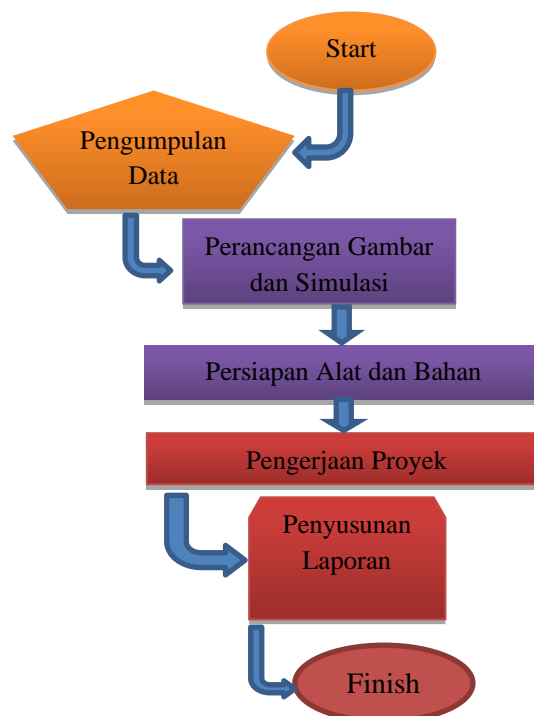 Start
Pengumpulan
Data
Perancangan Gambar
dan Simulasi
Persiapan Alat dan Bahan
Pengerjaan Proyek
Penyusunan
Laporan
Finish